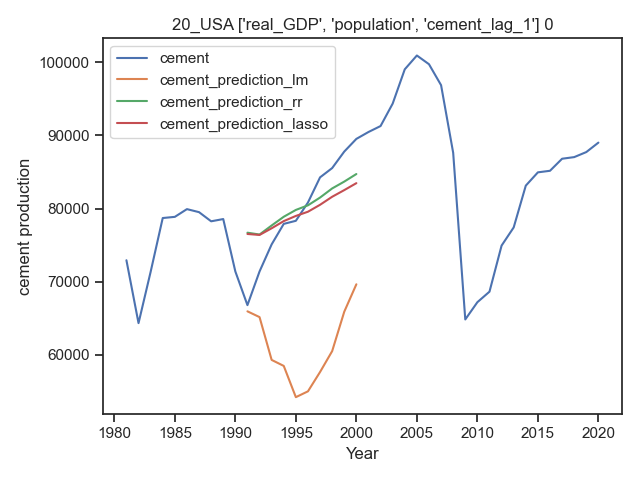 20_USA ['real_GDP', 'population', 'cement_lag_1'] 0
cement
cement_prediction_lm
cement_prediction_rr
cement_prediction_lasso
cement production
100000
90000
80000
70000
60000
1980 1985 1990 1995 2000 2005 2010 2015 2020
Year